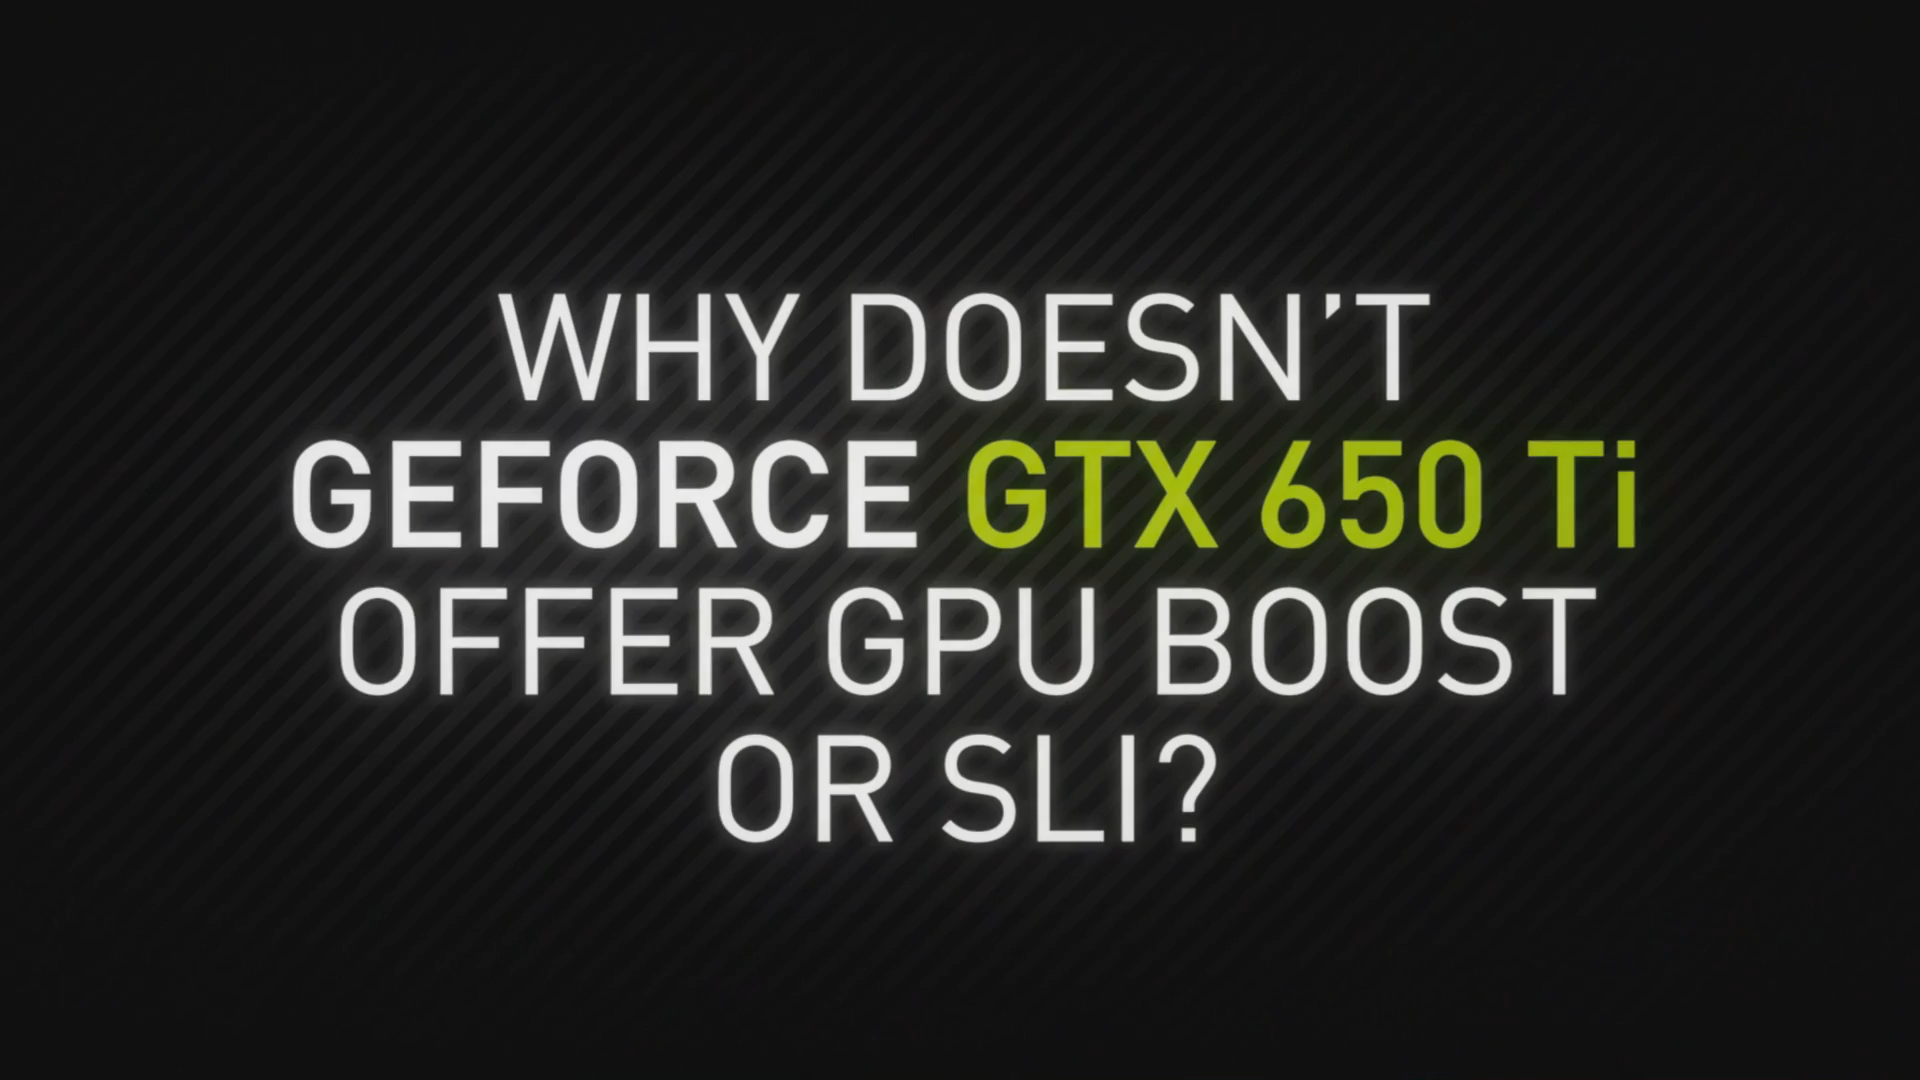 WHY DOESN'T
GEFORCE GTX 650 Ti
OFFER GPU BOOST
OR SLI?